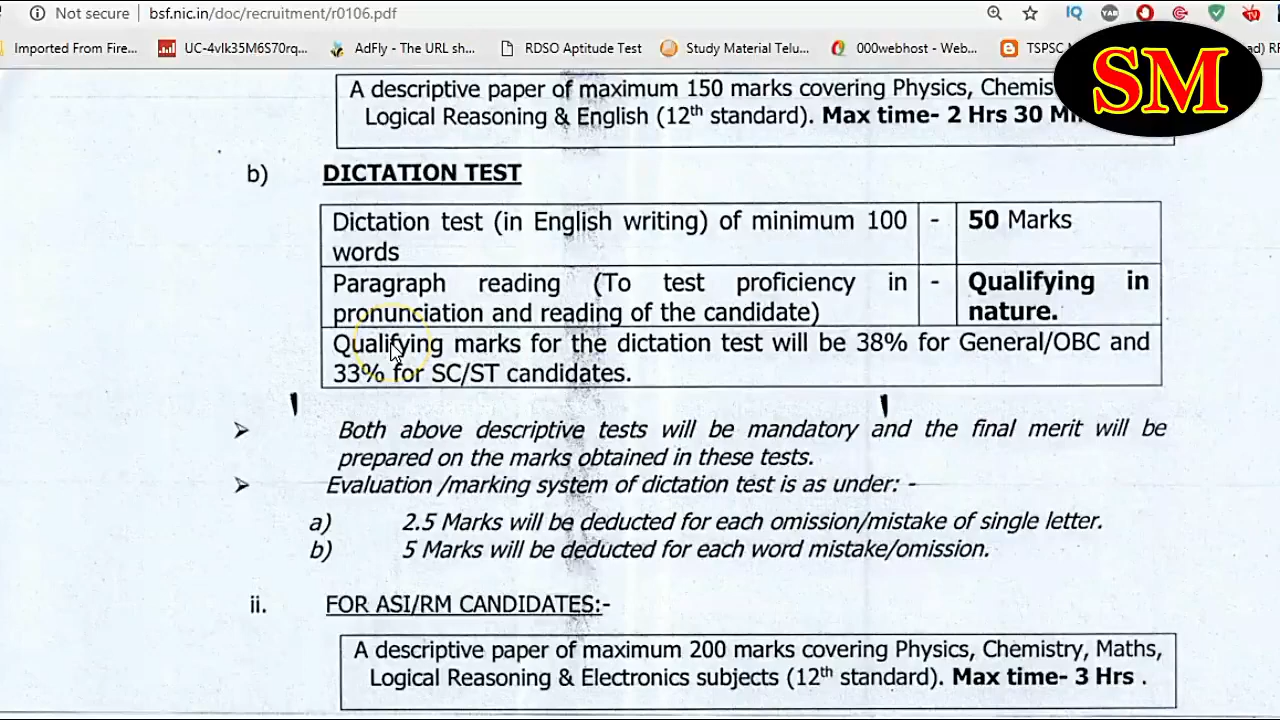 Not secure | bsf.nic.in/doc/recruitment/r0106.pdf
Imported From Fire... UC-4vlk35M6S70rq... AdFly - The URL sh... RDSO Aptitude Test Study Material Telu... 000webhost - Web... TSPSC
SM
A descriptive paper of maximum 150 marks covering Physics,
Logical Reasoning & English (12th standard). Max time- 2 Hrs 30
b) DICTATION TEST
Dictation test (in English writing) of minimum 100 - 50 Marks
words
Paragraph reading (To test proficiency in - Qualifying in
pronunciation and reading of the candidate) nature.
Qualifying marks for the dictation test will be 38% for General/OBC and
33% for SC/ST candidates.
Both above descriptive tests will be mandatory and the final merit will be
prepared on the marks obtained in these tests.
Evaluation /marking system of dictation test is as under: -
a) 2.5 Marks will be deducted for each omission/mistake of single letter.
b) 5 Marks will be deducted for each word mistake/omission.
ii. FOR ASI/RM CANDIDATES:-
A descriptive paper of maximum 200 marks covering Physics, Chemistry, Maths,
Logical Reasoning & Electronics subjects (12th standard). Max time- 3 Hrs .